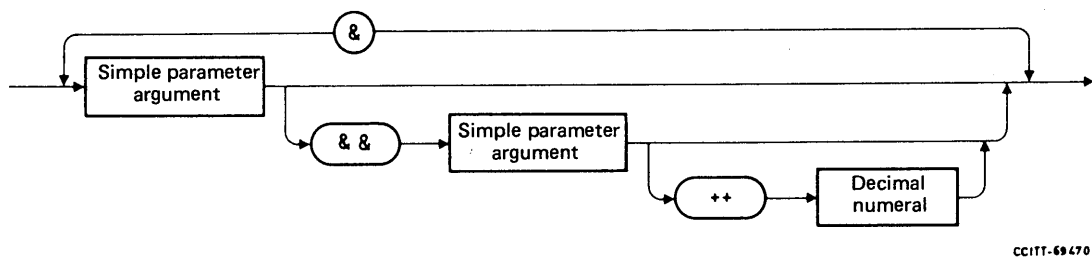 &
Simple parameter
argument
& &
Simple parameter
argument
++
Decimal
numeral
CCITT-69470